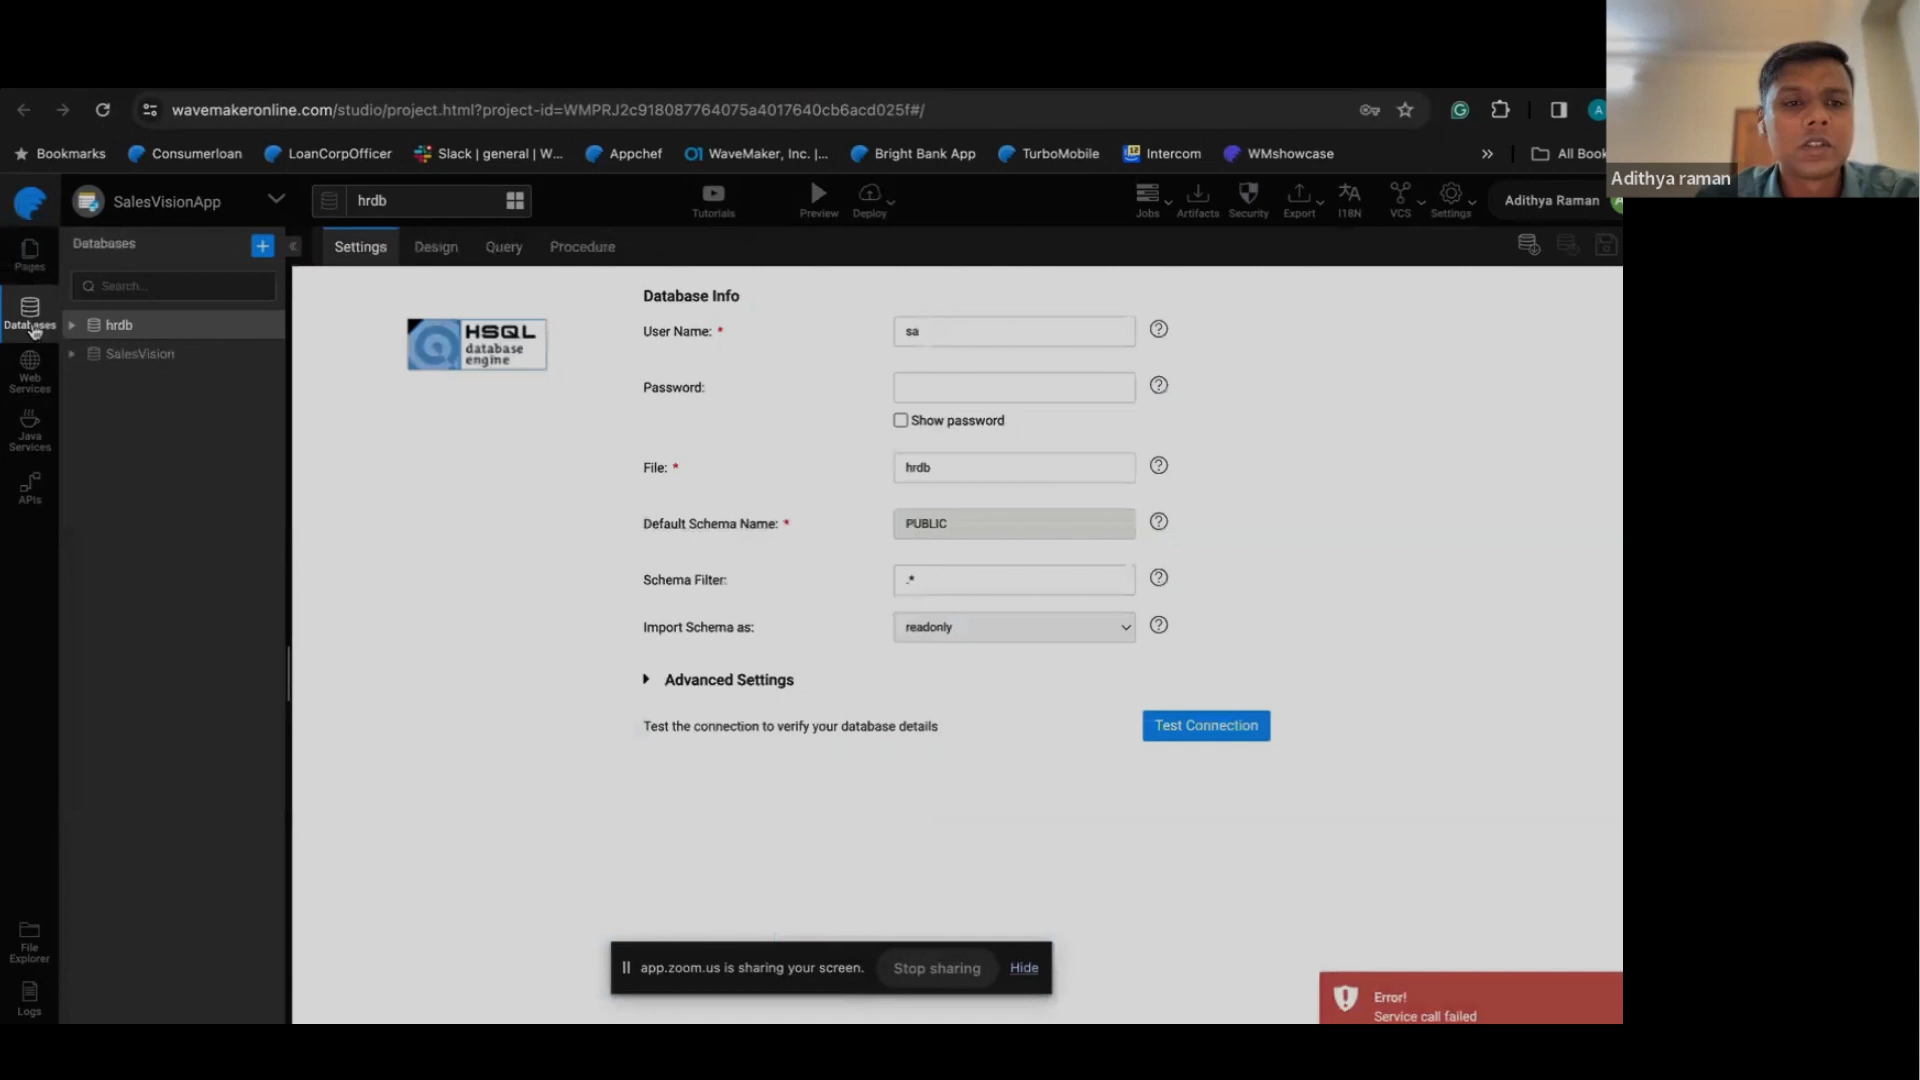 Adithya raman
wavemakeronline.com/studio/project.html?project-id=WMPRJ2c918087764075a4017640cb6acd025f#/
Bookmarks
Consumerloan
LoanCorpOfficer
Slack | general | W...
Appchef
WaveMaker, Inc. |...
Bright Bank App
TurboMobile
Intercom
WMshowcase
»
All Book
SalesVisionApp
hrdb
Tutorials
Preview
Deploy
Jobs
Artifacts
Security
Export
I18N
VCS
Settings
Adithya Raman
Pages
Databases
Web
Services
Java
Services
APIs
File
Explorer
Logs
Databases
Search...
hrdb
SalesVision
Settings
Design
Query
Procedure
HSQL
database
engine
Database Info
User Name: *
sa
Password:
Show password
File: *
hrdb
Default Schema Name: *
PUBLIC
Schema Filter:
.*
Import Schema as:
readonly
Advanced Settings
Test the connection to verify your database details
Test Connection
app.zoom.us is sharing your screen.
Stop sharing
Hide
Error!
Service call failed